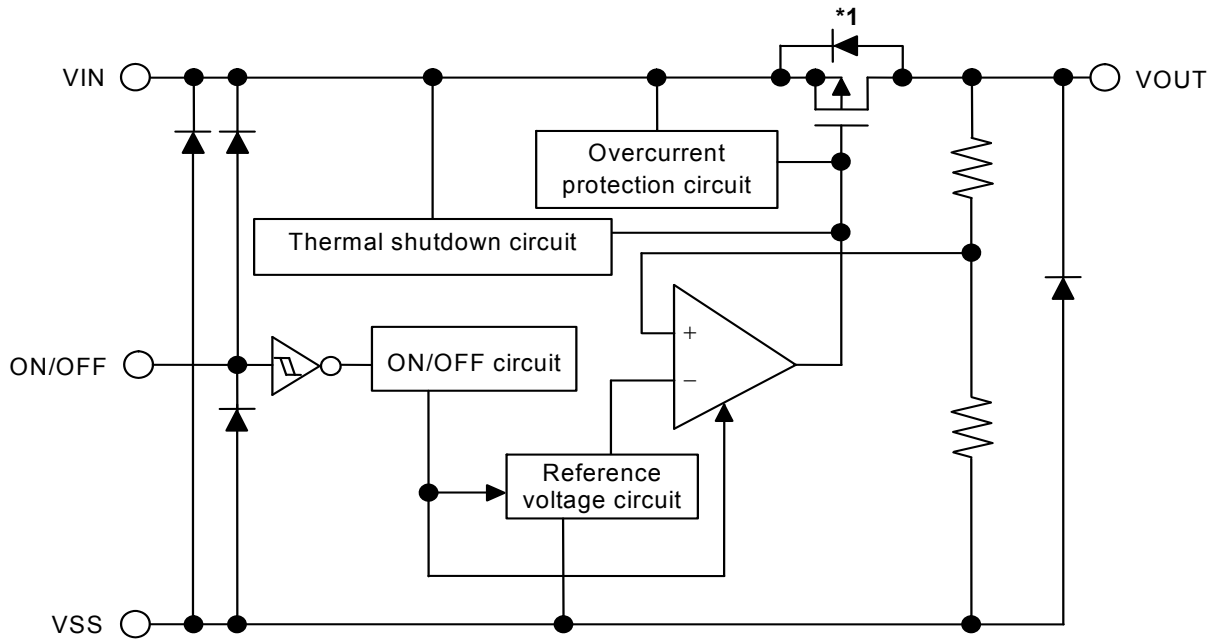 *1
VIN
VOUT
Overcurrent
protection circuit
Thermal shutdown circuit
+
ON/OFF
ON/OFF circuit
−
Reference
voltage circuit
VSS